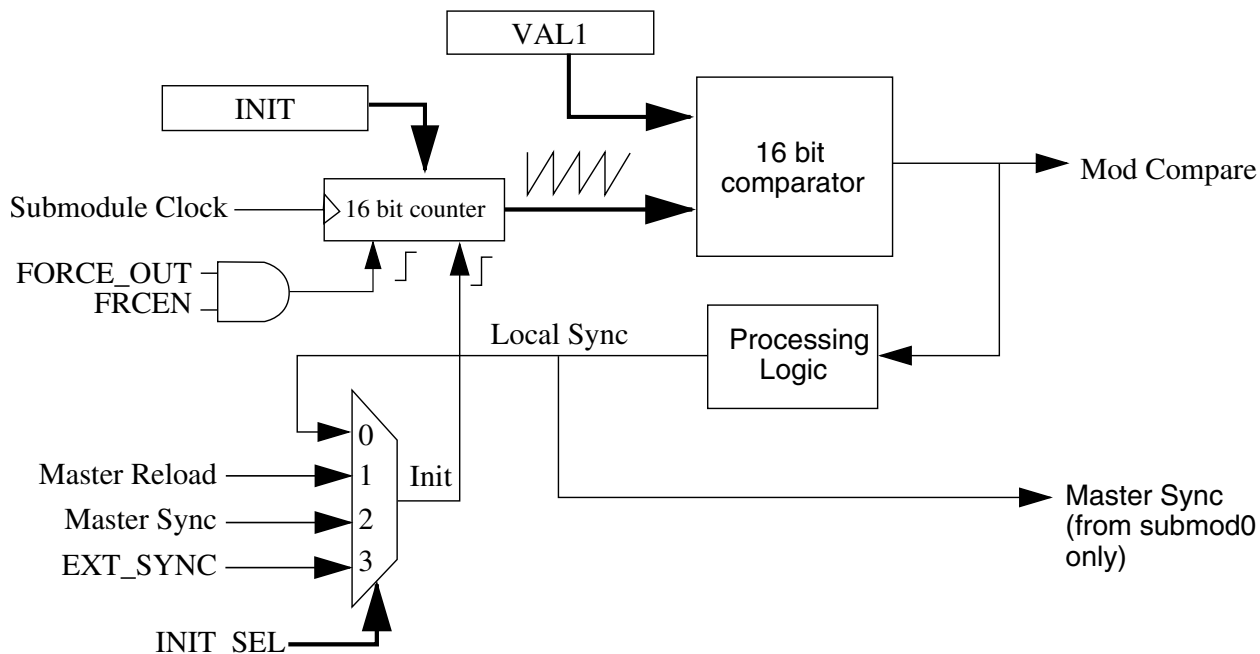 VAL1
INIT
16 bit
comparator
Mod Compare
Submodule Clock
16 bit counter
FORCE_OUT
FRCEN
Local Sync
Processing
Logic
0
Master Reload
1
Init
Master Sync
2
Master Sync
(from submod0
only)
EXT_SYNC
3
INIT_SEL